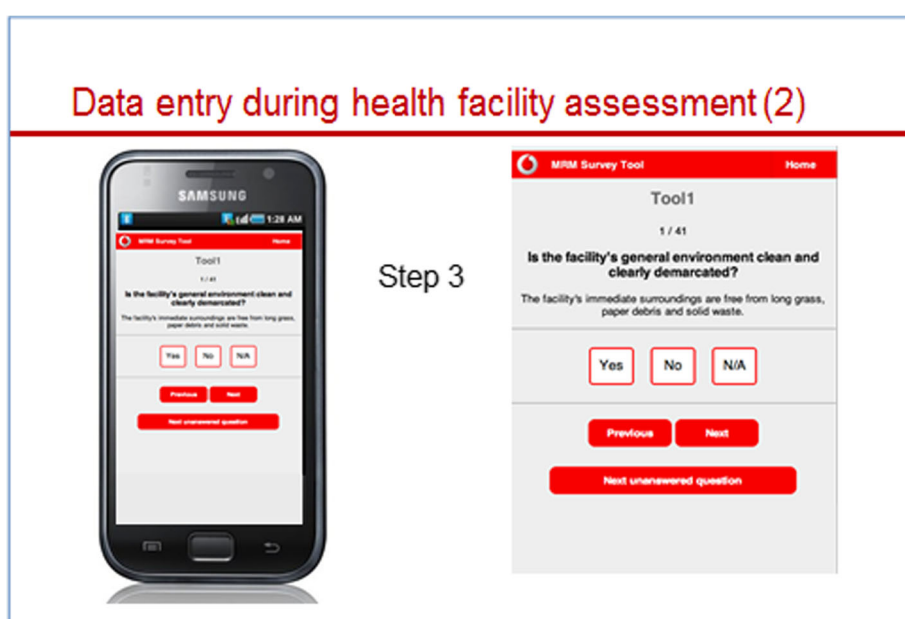 Data entry during health facility assessment (2)
SAMSUNG
1:28 AM
MRM Survey Tool
Home
Tool1
1 / 41
Is the facility's general environment clean and
clearly demarcated?
The facility's immediate surroundings are free from long grass,
paper debris and solid waste.
Yes
No
N/A
Previous
Next
Next unanswered question
Step 3
MRM Survey Tool
Home
Tool1
1 / 41
Is the facility's general environment clean and
clearly demarcated?
The facility's immediate surroundings are free from long grass,
paper debris and solid waste.
Yes
No
N/A
Previous
Next
Next unanswered question